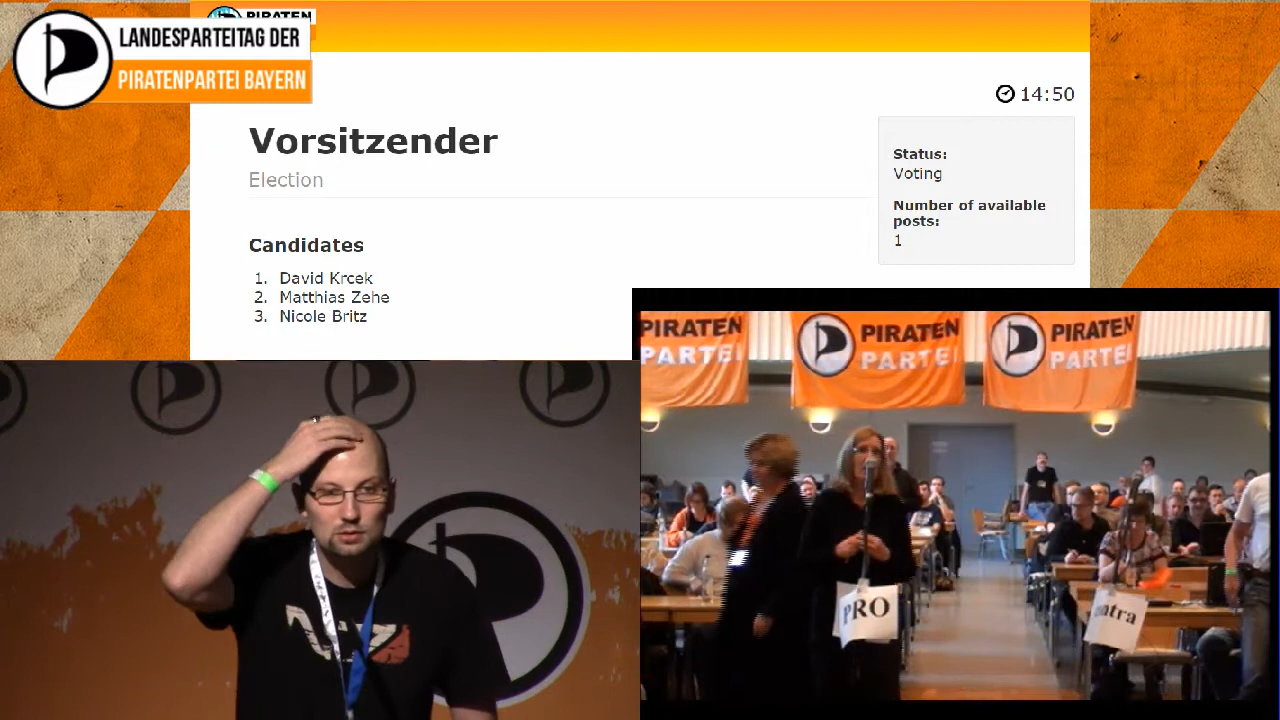 PIRATEN
LANDESPARTEITAG DER
PIRATENPARTEI BAYERN
14:50
Vorsitzender
Election
Status:
Voting
Number of available
posts:
1
Candidates
1. David Krcek
2. Matthias Zehe
3. Nicole Britz
PIRATEN
PARTEI
PIRATEN
PARTEI
PIRATEN
PARTEI
PRO